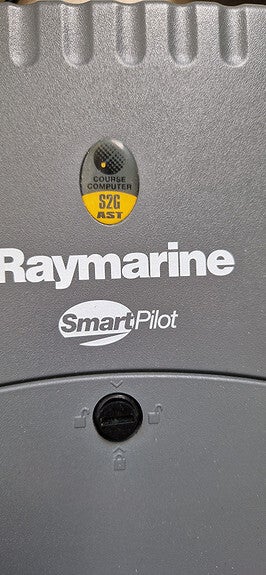 COURSE
COMPUTER
S2G
AST
Raymarine
SmartPilot